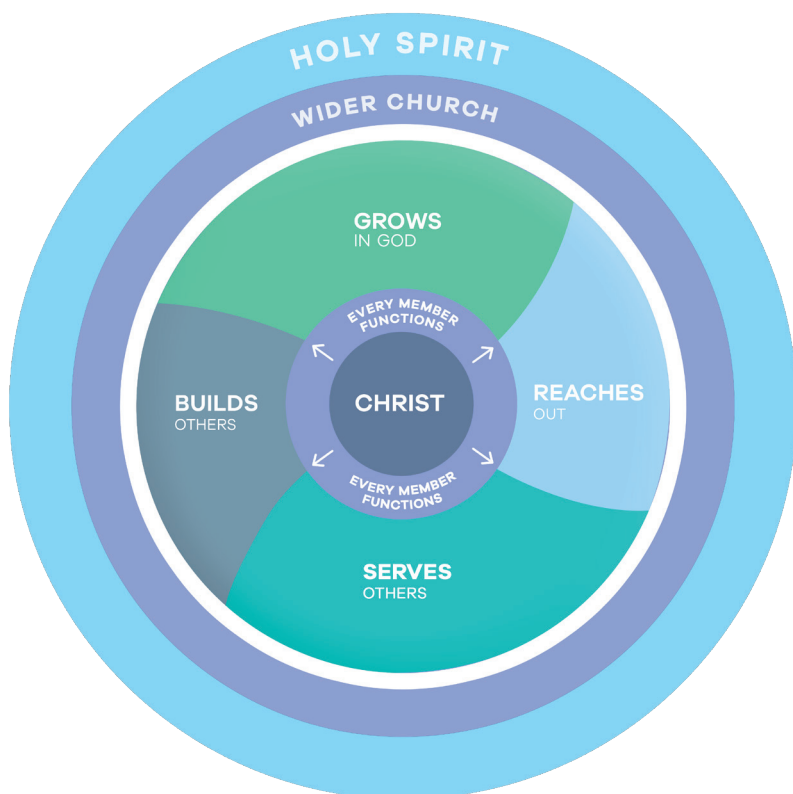 HOLY SPIRIT
WIDER CHURCH
GROWS
IN GOD
EVERY MEMBER
FUNCTIONS
BUILDS
OTHERS
CHRIST
REACHES
OUT
EVERY MEMBER
FUNCTIONS
SERVES
OTHERS